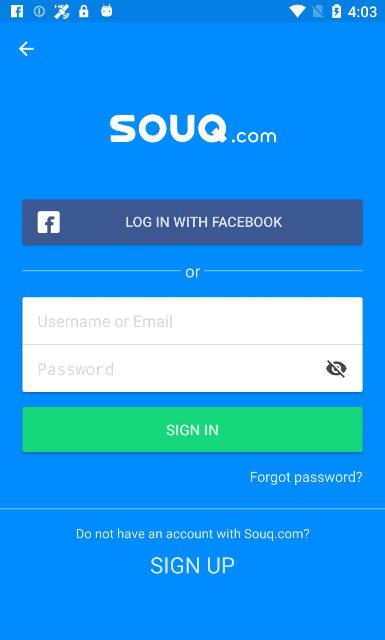 4:03
SOUQ.com
LOG IN WITH FACEBOOK
or
Username or Email
Password
SIGN IN
Forgot password?
Do not have an account with Souq.com?
SIGN UP